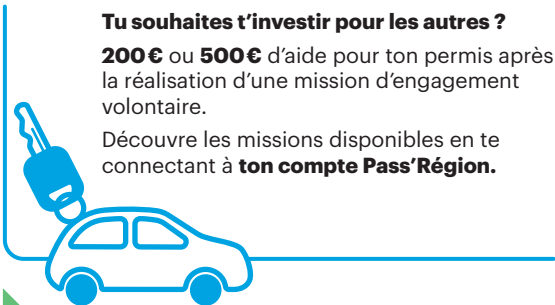 Tu souhaites t’investir pour les autres ?
200 € ou 500 € d’aide pour ton permis après
la réalisation d’une mission d’engagement
volontaire.
Découvre les missions disponibles en te
connectant à ton compte Pass’Région.